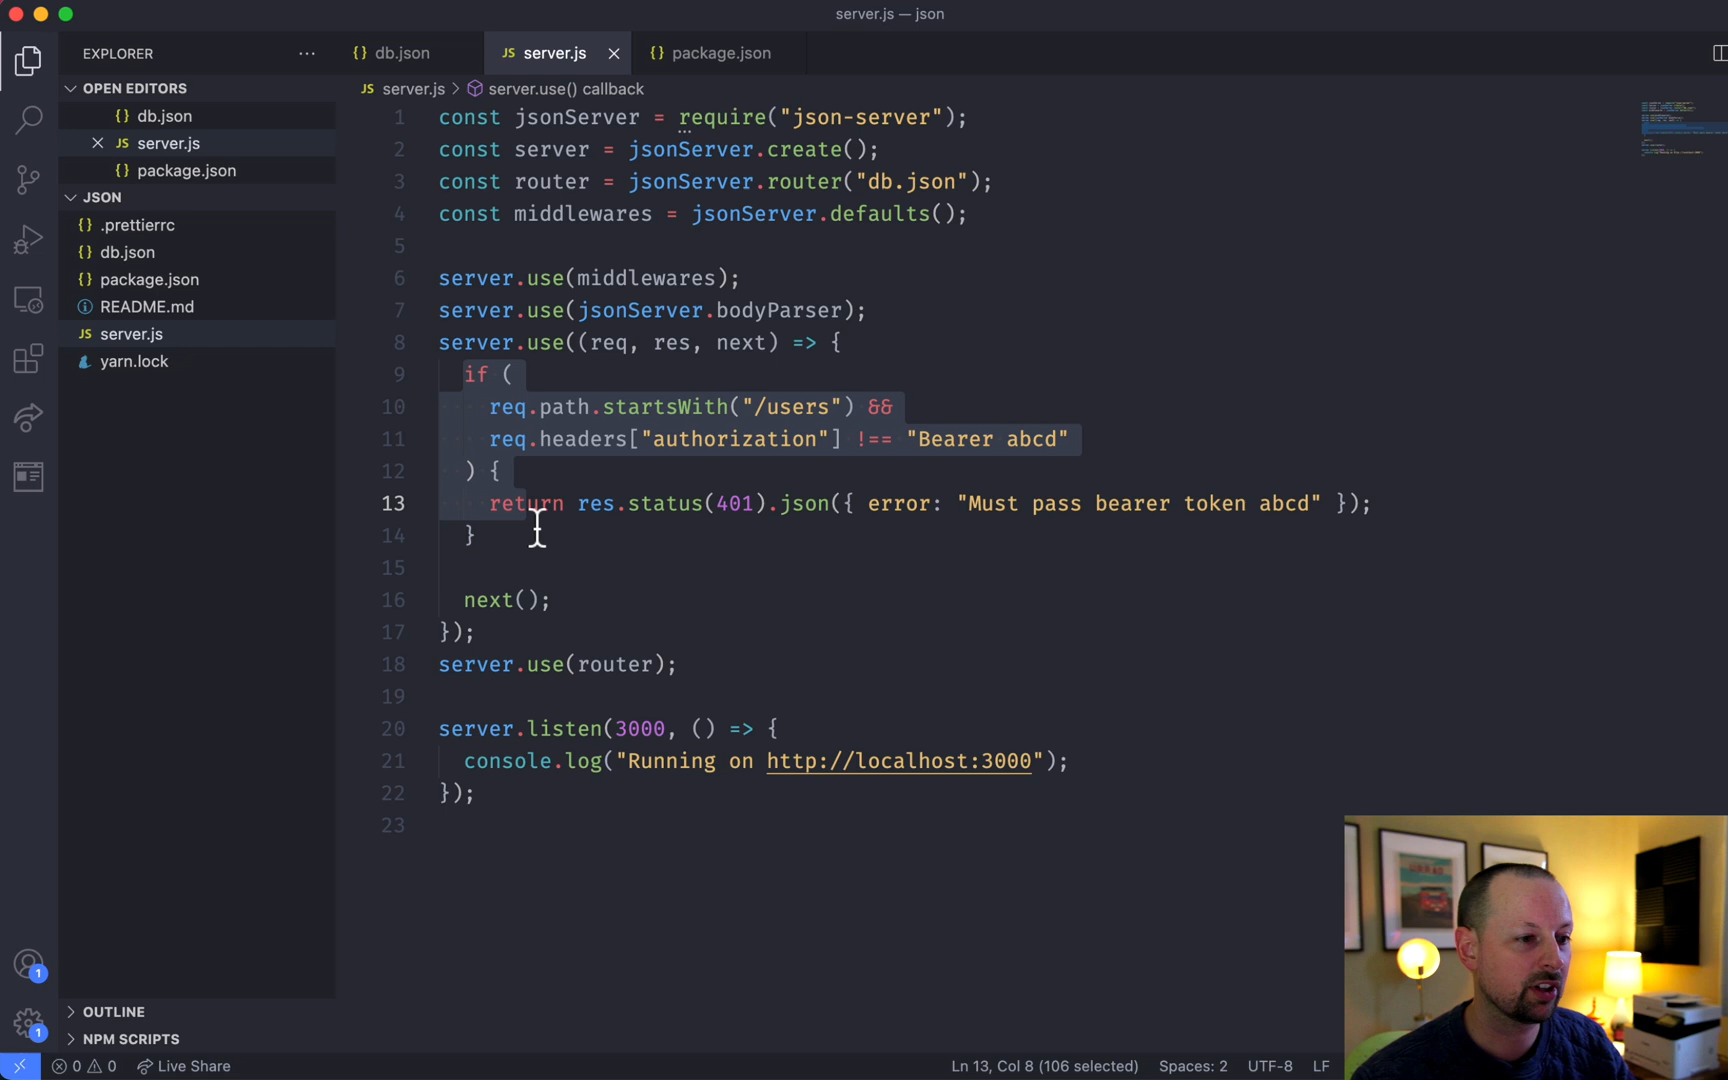 server.js — json
EXPLORER
{} db.json
JS server.js
{} package.json
OPEN EDITORS
{} db.json
JS server.js
{} package.json
JSON
{} .prettierrc
{} db.json
{} package.json
README.md
JS server.js
yarn.lock
OUTLINE
NPM SCRIPTS
JS server.js > server.use() callback
1 const jsonServer = require("json-server");
2 const server = jsonServer.create();
3 const router = jsonServer.router("db.json");
4 const middlewares = jsonServer.defaults();
5
6 server.use(middlewares);
7 server.use(jsonServer.bodyParser);
8 server.use((req, res, next) => {
9 if (
10 req.path.startsWith("/users") &&
11 req.headers["authorization"] !== "Bearer abcd"
12 ) {
13 return res.status(401).json({ error: "Must pass bearer token abcd" });
14 }
15
16 next();
17 });
18 server.use(router);
19
20 server.listen(3000, () => {
21 console.log("Running on http://localhost:3000");
22 });
23
1
1
0 0
Live Share
Ln 13, Col 8 (106 selected)
Spaces: 2
UTF-8
LF